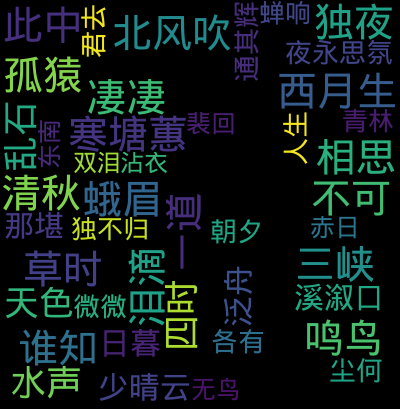 此中
君去
北风吹
通其辉
蝉响
独夜
夜永思氛
孤猿
凄凄
西月生
乱石
东南
寒塘蕙
裴回
人生
青林
双泪沾衣
相思
清秋
蛾眉
一道
不可
那堪
独不归
朝夕
赤日
草时
泪滴
三峡
天色
微微
四时
泛舟
溪溆口
谁知
日暮
各有
鸣鸟
尘何
水声
少晴云
无鸟